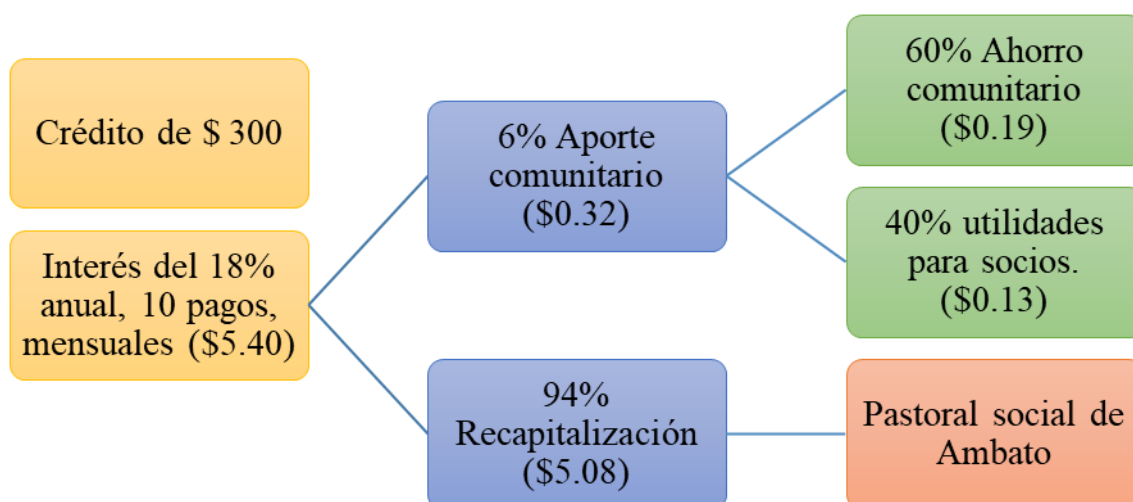 Crédito de $ 300
Interés del 18%
anual, 10 pagos,
mensuales ($5.40)
6% Aporte
comunitario
($0.32)
94%
Recapitalización
($5.08)
60% Ahorro
comunitario
($0.19)
40% utilidades
para socios.
($0.13)
Pastoral social de
Ambato